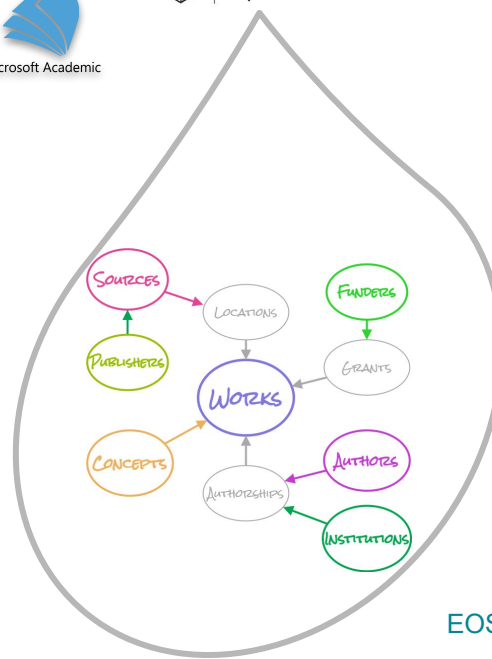 crosoft Academic
SOURCES
FUNDERS
LOCATIONS
PUBLISHERS
GRANTS
WORKS
CONCEPTS
AUTHORS
AUTHORSHIPS
INSTITUTIONS
EOS